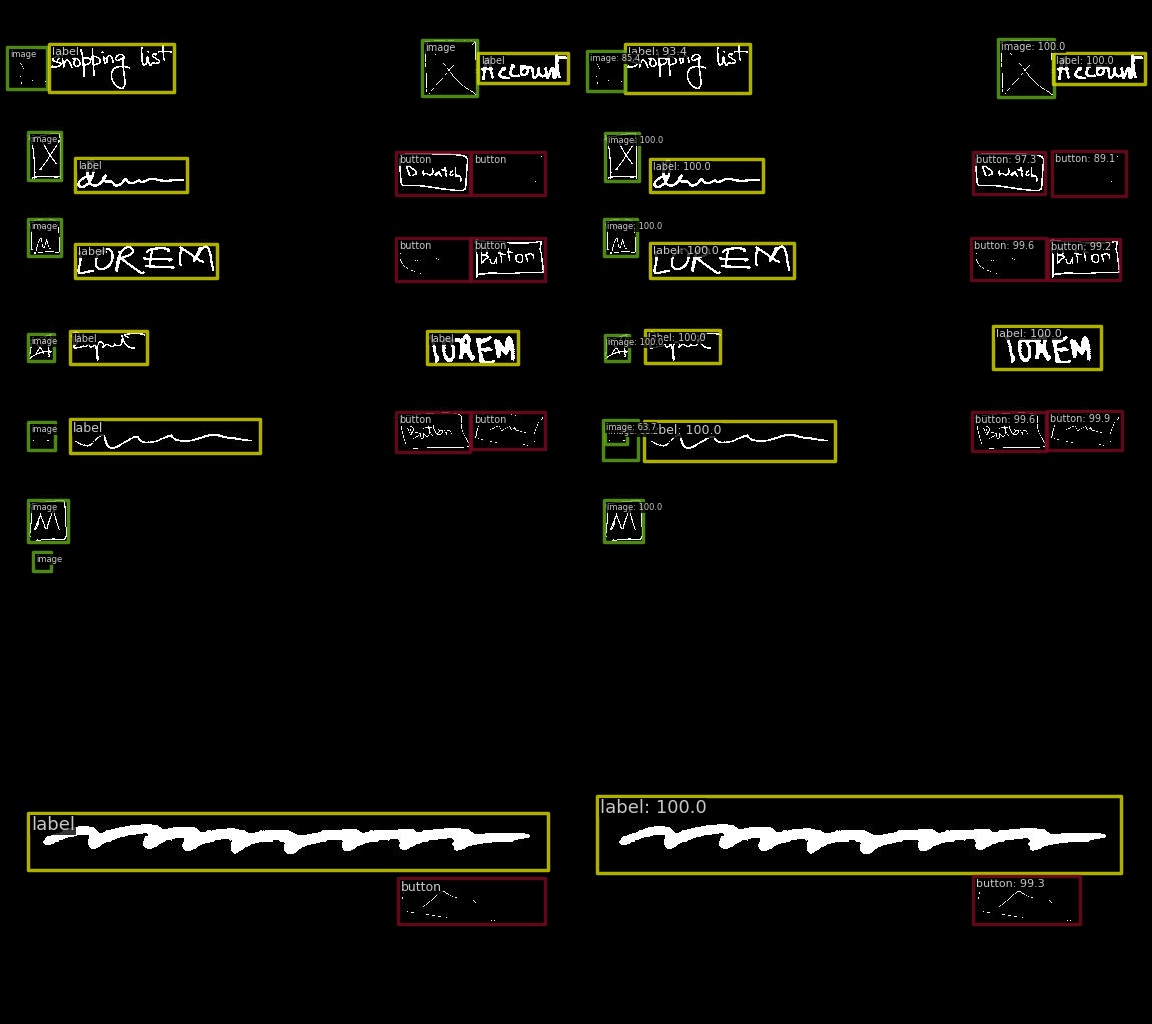 image label
shopping list
image label
Account
image
label
button button
D watch
image
label
LOREM
button button
Button
image label
label
lOREM
image label
button button
Button
image
image
label
button
image: 85.4 label: 93.4
shopping list
image: 100.0
label: 100.0
Account
image: 100.0
label: 100.0
button: 97.3 button: 89.1
D watch
image: 100.0
label: 100.0
LOREM
button: 99.6 button: 99.2
Button
image: 100.0 label: 100.0
label: 100.0
lOREM
image: 63.7 label: 100.0
button: 99.6 button: 99.9
Button
image: 100.0
label: 100.0
button: 99.3